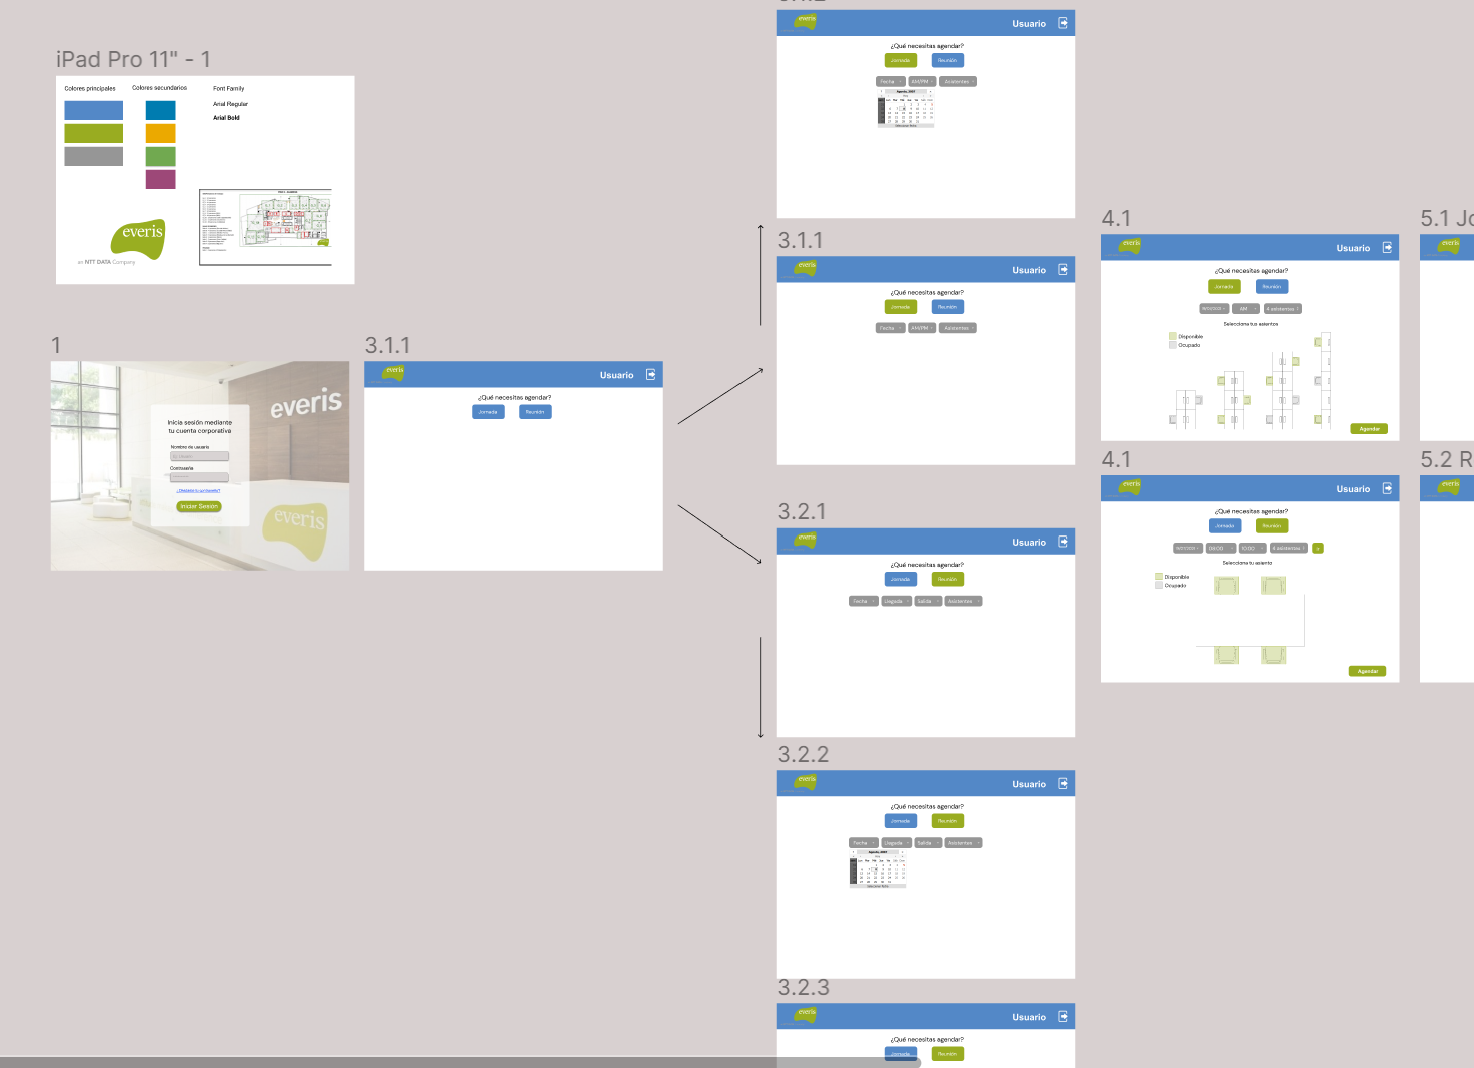 iPad Pro 11" - 1
Colores principales
Colores secundarios
Font Family
Arial Regular
Arial Bold
everis
an NTT DATA Company
1
everis
everis
Inicia sesión mediante
tu cuenta corporativa
Nombre de usuario
Contraseña
Iniciar Sesión
3.1.1
everis
Usuario
¿Qué necesitas agendar?
Jornada
Reunión
everis
Usuario
¿Qué necesitas agendar?
Jornada
Reunión
Fecha
AM/PM
Asistentes
Agosto, 2007
3.1.1
everis
Usuario
¿Qué necesitas agendar?
Jornada
Reunión
Fecha
AM/PM
Asistentes
3.2.1
everis
Usuario
¿Qué necesitas agendar?
Jornada
Reunión
Fecha
Llegada
Salida
Asistentes
3.2.2
everis
Usuario
¿Qué necesitas agendar?
Jornada
Reunión
Fecha
Llegada
Salida
Asistentes
Agosto, 2007
3.2.3
everis
Usuario
¿Qué necesitas agendar?
Jornada
Reunión
4.1
everis
Usuario
¿Qué necesitas agendar?
Jornada
Reunión
AM
4 asistentes
Selecciona tus asientos
Disponible
Ocupado
Agendar
4.1
everis
Usuario
¿Qué necesitas agendar?
Jornada
Reunión
08:00
10:00
4 asistentes
Selecciona tu asiento
Disponible
Ocupado
Agendar
5.1 Jo
everis
5.2 R
everis